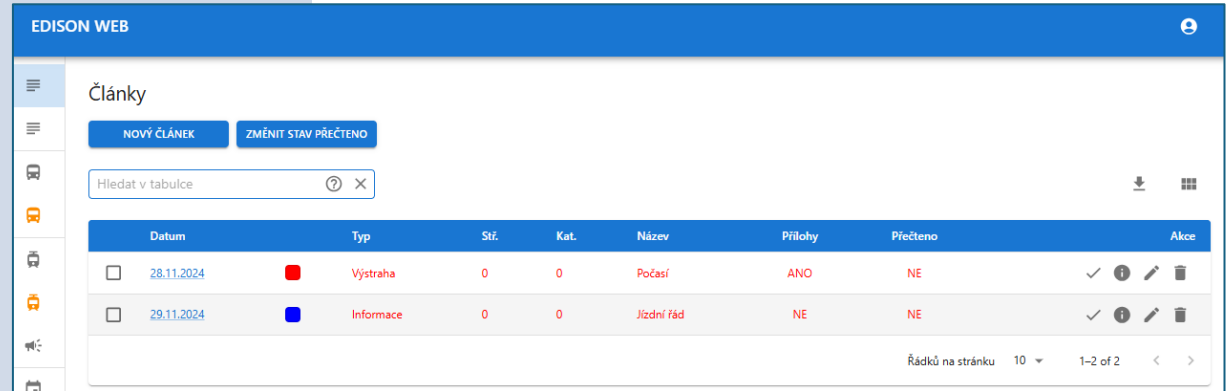 EDISON WEB
Články
NOVÝ ČLÁNEK ZMĚNIT STAV PŘEČTENO
Hledat v tabulce
Datum Typ Stř. Kat. Název Přílohy Přečteno Akce
28.11.2024 Výstraha 0 0 Počasí ANO NE
29.11.2024 Informace 0 0 Jízdní řád NE NE
Řádků na stránku 10 1–2 of 2